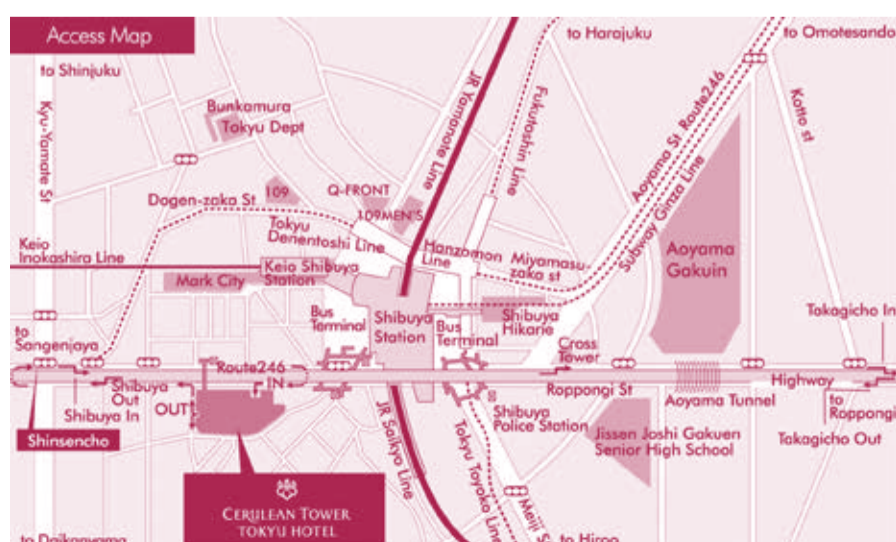 Access Map
to Harajuku
to Omotesando
to Shinjuku
Kyu-Yamate St
Bunkamura
Tokyu Dept
JR Yamanote Line
Fukutoshin Line
Aoyama St Route246
Subway Ginza Line
Kotto st
Dogen-zaka St
109
Q-FRONT
109MEN'S
Tokyu
Denentoshi Line
Hanzomon
Line
Miyamasu-
zaka st
Aoyama
Gakuin
Keio
Inokashira Line
Mark City
Keio Shibuya
Station
Bus
Terminal
Shibuya
Station
Bus
Terminal
Shibuya
Hikarie
Takagicho In
to
Sangenjaya
Cross
Tower
Route246
IN
Shibuya
Out
OUT
Shibuya In
Roppongi St
Highway
Aoyama Tunnel
to
Roppongi
Shinsencho
JR Saikyo Line
Shibuya
Police Station
Jissen Joshi Gakuen
Senior High School
Takagicho Out
Tokyu Toyoko Line
Meiji S
CERULEAN TOWER
TOKYU HOTEL
to Daikanyama
to Hiroo